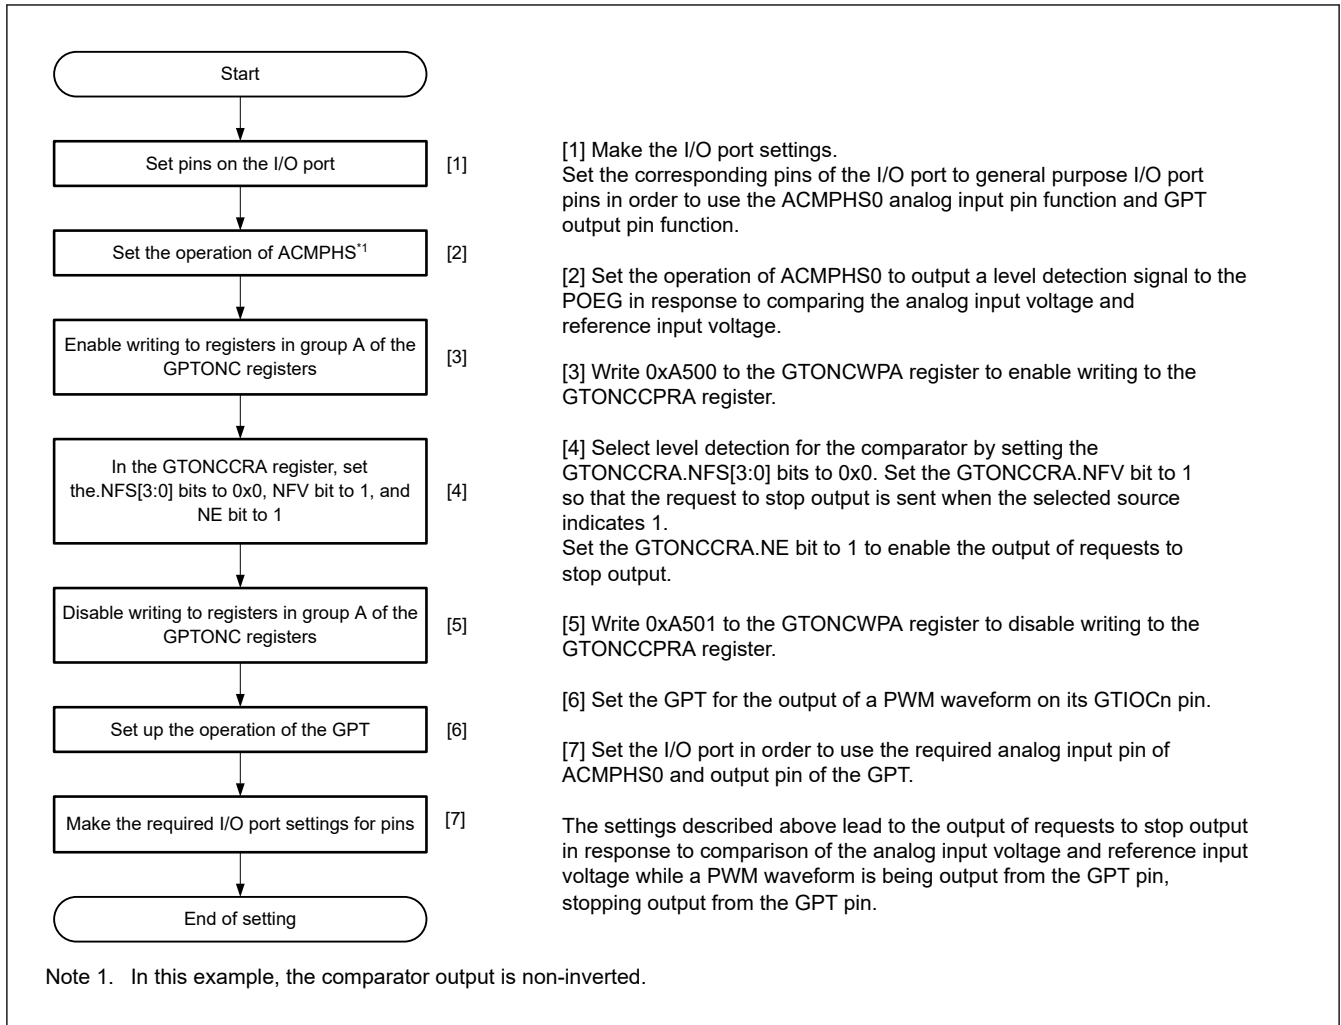 Start
Set pins on the I/O port
[1]
Set the operation of ACMPHS*1
[2]
Enable writing to registers in group A of the
GPTONC registers
[3]
In the GTONCCRA register, set
the.NFS[3:0] bits to 0x0, NFV bit to 1, and
NE bit to 1
[4]
Disable writing to registers in group A of the
GPTONC registers
[5]
Set up the operation of the GPT
[6]
Make the required I/O port settings for pins
[7]
End of setting
[1] Make the I/O port settings.
Set the corresponding pins of the I/O port to general purpose I/O port
pins in order to use the ACMPHS0 analog input pin function and GPT
output pin function.
[2] Set the operation of ACMPHS0 to output a level detection signal to the
POEG in response to comparing the analog input voltage and
reference input voltage.
[3] Write 0xA500 to the GTONCWPA register to enable writing to the
GTONCCPRA register.
[4] Select level detection for the comparator by setting the
GTONCCRA.NFS[3:0] bits to 0x0. Set the GTONCCRA.NFV bit to 1
so that the request to stop output is sent when the selected source
indicates 1.
Set the GTONCCRA.NE bit to 1 to enable the output of requests to
stop output.
[5] Write 0xA501 to the GTONCWPA register to disable writing to the
GTONCCPRA register.
[6] Set the GPT for the output of a PWM waveform on its GTIOCn pin.
[7] Set the I/O port in order to use the required analog input pin of
ACMPHS0 and output pin of the GPT.
The settings described above lead to the output of requests to stop output
in response to comparison of the analog input voltage and reference input
voltage while a PWM waveform is being output from the GPT pin,
stopping output from the GPT pin.
Note 1. In this example, the comparator output is non-inverted.